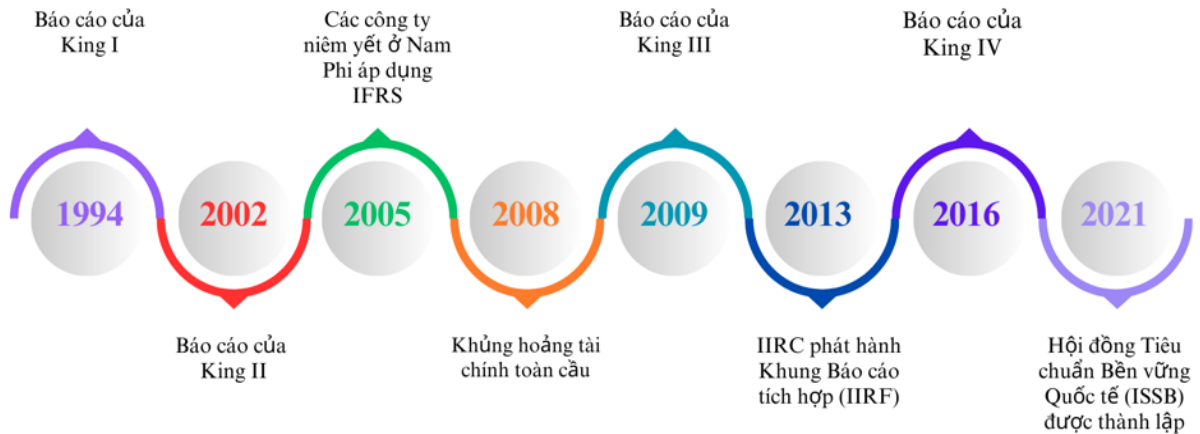 Báo cáo của
King I
Các công ty
niêm yết ở Nam
Phi áp dụng
IFRS
Báo cáo của
King III
Báo cáo của
King IV
1994
2002
2005
2008
2009
2013
2016
2021
Báo cáo của
King II
Khủng hoảng tài
chính toàn cầu
IIRC phát hành
Khung Báo cáo
tích hợp (IIRF)
Hội đồng Tiêu
chuẩn Bền vững
Quốc tế (ISSB)
được thành lập